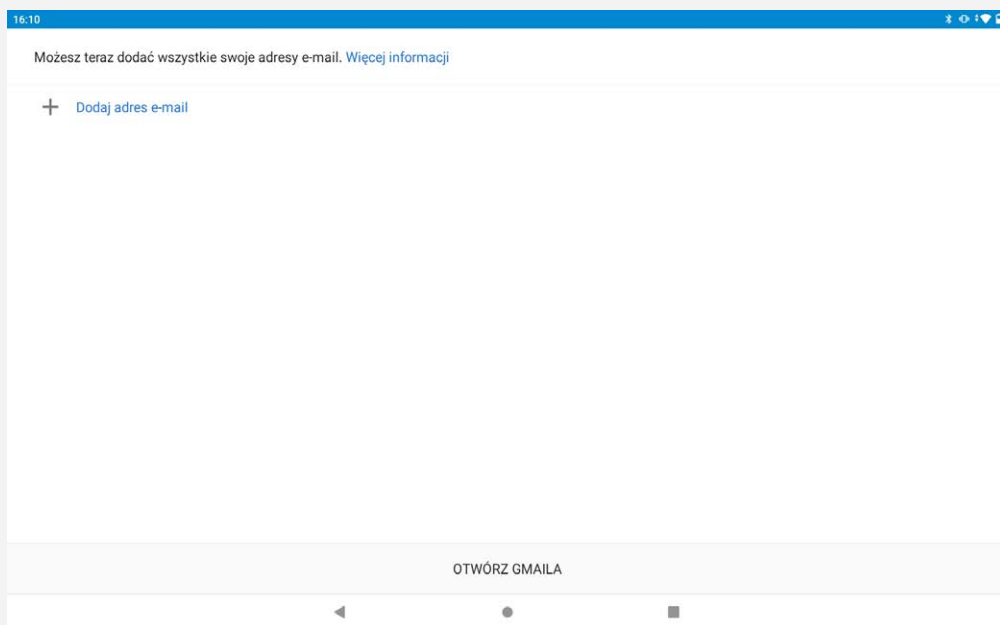 16:10
Możesz teraz dodać wszystkie swoje adresy e-mail. Więcej informacji
Dodaj adres e-mail
OTWÓRZ GMAILA